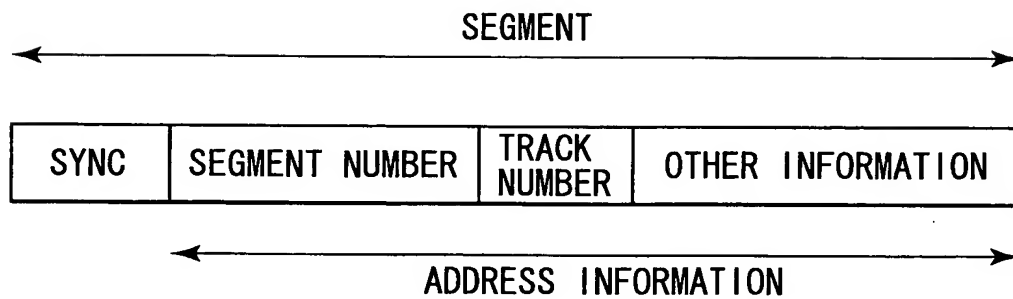 SEGMENT
SYNC
SEGMENT NUMBER
TRACK
NUMBER
OTHER INFORMATION
ADDRESS INFORMATION